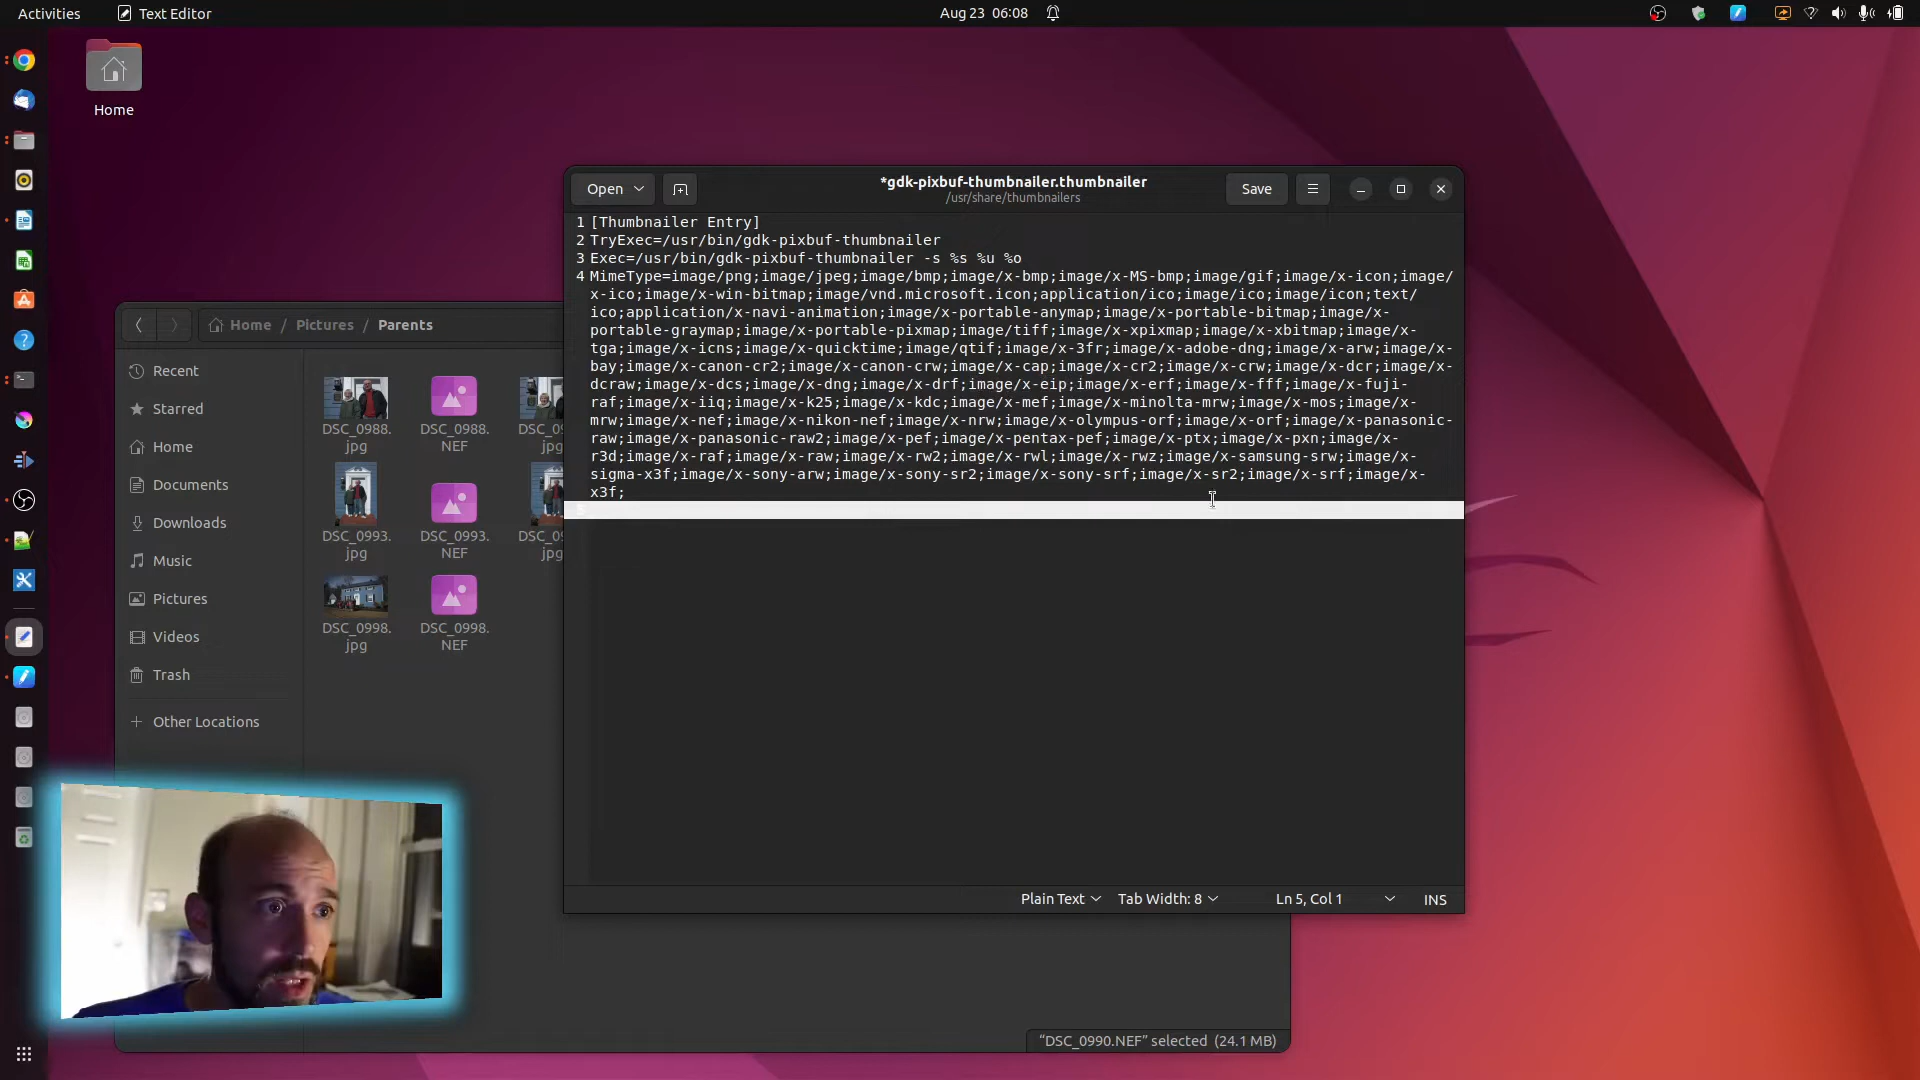 Activities
Text Editor
Aug 23 06:08
Home
Open
*gdk-pixbuf-thumbnailer.thumbnailer
/usr/share/thumbnailers
Save
1 [Thumbnailer Entry]
2 TryExec=/usr/bin/gdk-pixbuf-thumbnailer
3 Exec=/usr/bin/gdk-pixbuf-thumbnailer -s %s %u %o
4 MimeType=image/png;image/jpeg;image/bmp;image/x-bmp;image/x-MS-bmp;image/gif;image/x-icon;image/
x-ico;image/x-win-bitmap;image/vnd.microsoft.icon;application/ico;image/ico;image/icon;text/
ico;application/x-navi-animation;image/x-portable-anymap;image/x-portable-bitmap;image/x-
portable-graymap;image/x-portable-pixmap;image/tiff;image/x-xpixmap;image/x-xbitmap;image/x-
tga;image/x-icns;image/x-quicktime;image/qtif;image/x-3fr;image/x-adobe-dng;image/x-arw;image/x-
bay;image/x-canon-cr2;image/x-canon-crw;image/x-cap;image/x-cr2;image/x-crw;image/x-dcr;image/x-
dcraw;image/x-dcs;image/x-dng;image/x-drf;image/x-eip;image/x-erf;image/x-fff;image/x-fuji-
raf;image/x-iiq;image/x-k25;image/x-kdc;image/x-mef;image/x-minolta-mrw;image/x-mos;image/x-
mrw;image/x-nef;image/x-nikon-nef;image/x-nrw;image/x-olympus-orf;image/x-orf;image/x-panasonic-
raw;image/x-panasonic-raw2;image/x-pef;image/x-pentax-pef;image/x-ptx;image/x-pxn;image/x-
r3d;image/x-raf;image/x-raw;image/x-rw2;image/x-rwl;image/x-rwz;image/x-samsung-srw;image/x-
sigma-x3f;image/x-sony-arw;image/x-sony-sr2;image/x-sony-srf;image/x-sr2;image/x-srf;image/x-
x3f;
5
Plain Text
Tab Width: 8
Ln 5, Col 1
INS
Home / Pictures / Parents
Recent
Starred
Home
Documents
Downloads
Music
Pictures
Videos
Trash
Other Locations
DSC_0988.
jpg
DSC_0988.
NEF
DSC_0
jpg
DSC_0993.
jpg
DSC_0993.
NEF
DSC_0
jpg
DSC_0998.
jpg
DSC_0998.
NEF
“DSC_0990.NEF” selected (24.1 MB)